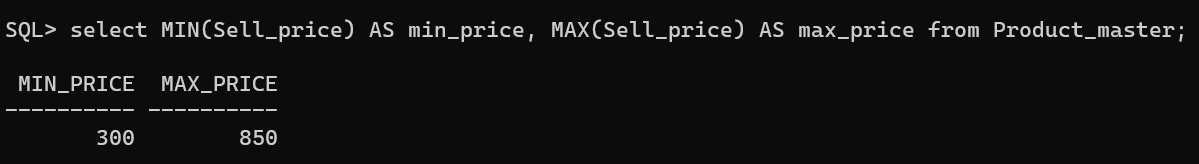 SQL> select MIN(Sell_price) AS min_price, MAX(Sell_price) AS max_price from Product_master;
 MIN_PRICE  MAX_PRICE
---------- ----------
       300        850